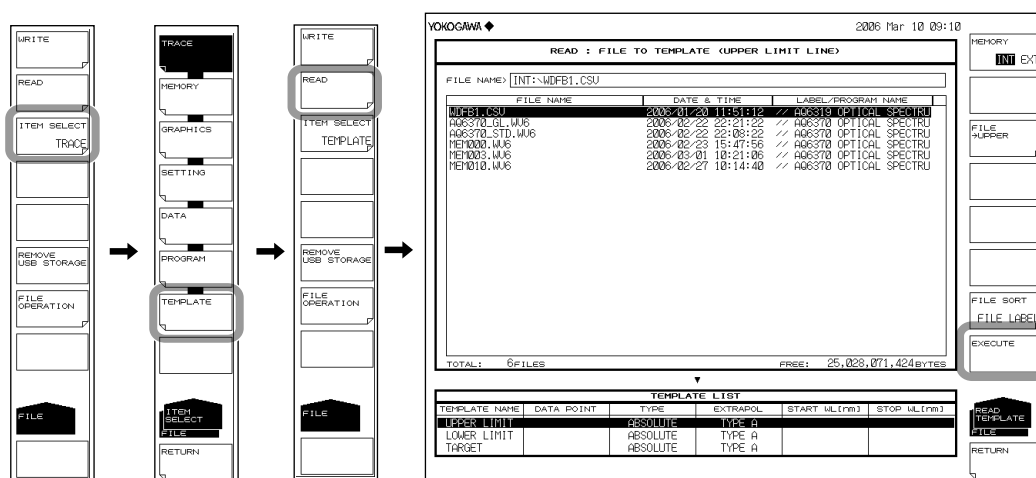 WRITE
READ
ITEM SELECT
TRACE
REMOVE
USB STORAGE
FILE
OPERATION
FILE
TRACE
MEMORY
GRAPHICS
SETTING
DATA
PROGRAM
TEMPLATE
ITEM
SELECT
FILE
RETURN
WRITE
READ
ITEM SELECT
TEMPLATE
REMOVE
USB STORAGE
FILE
OPERATION
FILE
YOKOGAWA 2006 Mar 10 09:10
READ : FILE TO TEMPLATE (UPPER LIMIT LINE)
FILE NAME> INT:\WDFB1.CSV
FILE NAME DATE & TIME LABEL/PROGRAM NAME
WDFB1.CSV 2006/01/20 11:51:12 // AQ6319 OPTICAL SPECTRU
AQ6370_GL.WV6 2006/02/22 22:21:22 // AQ6370 OPTICAL SPECTRU
AQ6370_STD.WV6 2006/02/22 22:08:22 // AQ6370 OPTICAL SPECTRU
MEM000.WV6 2006/02/23 15:47:56 // AQ6370 OPTICAL SPECTRU
MEM003.WV6 2006/03/01 10:21:06 // AQ6370 OPTICAL SPECTRU
MEM010.WV6 2006/02/27 10:14:40 // AQ6370 OPTICAL SPECTRU
TOTAL: 6FILES FREE: 25,028,071,424BYTES
TEMPLATE LIST
TEMPLATE NAME DATA POINT TYPE EXTRAPOL START WL[nm] STOP WL[nm]
UPPER LIMIT ABSOLUTE TYPE A
LOWER LIMIT ABSOLUTE TYPE A
TARGET ABSOLUTE TYPE A
MEMORY
INT EXT
FILE
→UPPER
FILE SORT
FILE LABEL
EXECUTE
READ
TEMPLATE
FILE
RETURN